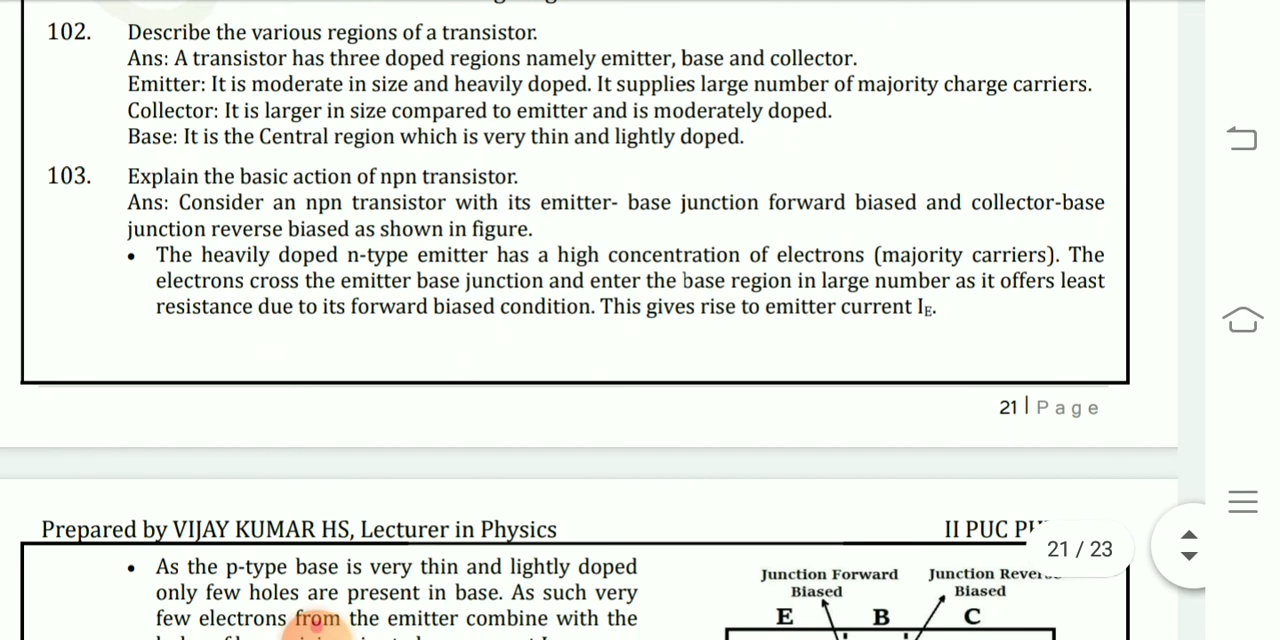 102. Describe the various regions of a transistor.
Ans: A transistor has three doped regions namely emitter, base and collector.
Emitter: It is moderate in size and heavily doped. It supplies large number of majority charge carriers.
Collector: It is larger in size compared to emitter and is moderately doped.
Base: It is the Central region which is very thin and lightly doped.
103. Explain the basic action of npn transistor.
Ans: Consider an npn transistor with its emitter- base junction forward biased and collector-base
junction reverse biased as shown in figure.
• The heavily doped n-type emitter has a high concentration of electrons (majority carriers). The
electrons cross the emitter base junction and enter the base region in large number as it offers least
resistance due to its forward biased condition. This gives rise to emitter current IE.
21 | Page
Prepared by VIJAY KUMAR HS, Lecturer in Physics
II PUC
21 / 23
• As the p-type base is very thin and lightly doped
only few holes are present in base. As such very
few electrons from the emitter combine with the
Junction Forward
Biased
Junction
Biased
E B C